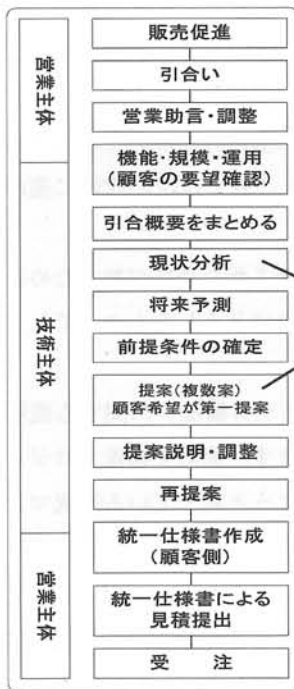 営業主体
技術主体
営業主体
販売促進
引合い
営業助言・調整
機能・規模・運用
(顧客の要望確認)
引合概要をまとめる
現状分析
将来予測
前提条件の確定
提案(複数案)
顧客希望が第一提案
提案説明・調整
再提案
統一仕様書作成
(顧客側)
統一仕様書による
見積提出
受　　注